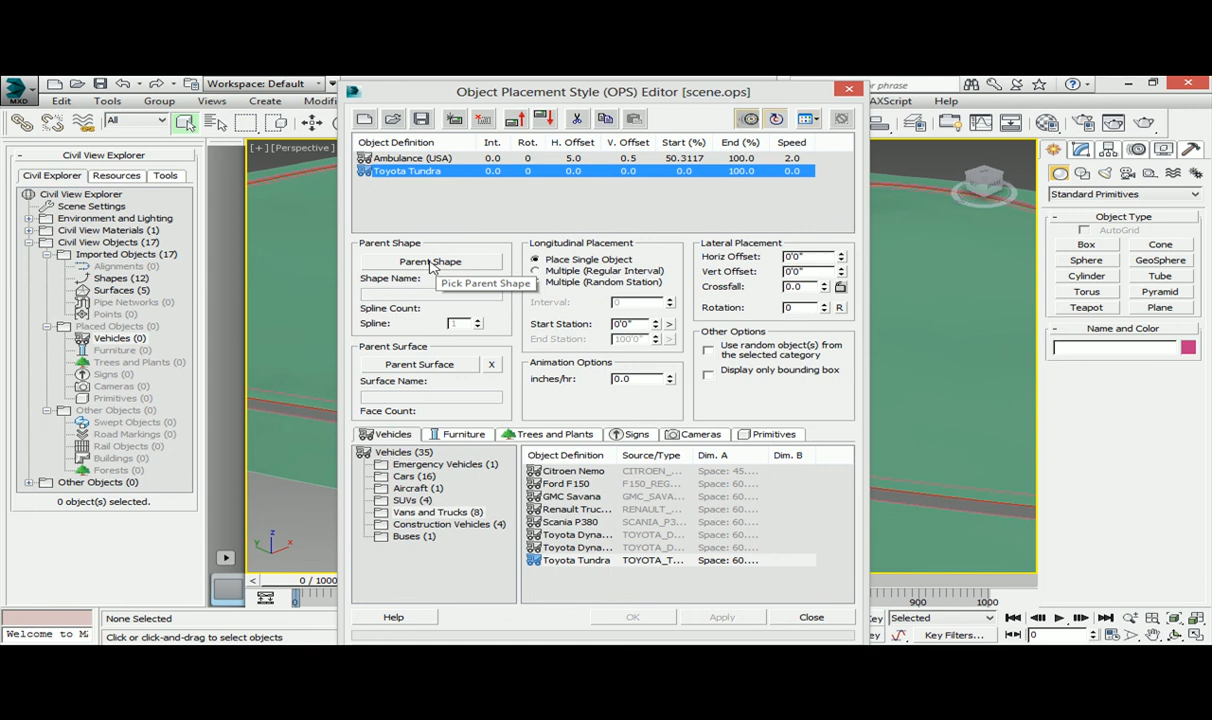 MXD
Workspace: Default
Object Placement Style (OPS) Editor [scene.ops]
r phrase
Edit Tools Group Views Create Modifi
AXScript Help
All
[+][Perspective]
Civil View Explorer
Civil Explorer Resources Tools
Civil View Explorer
Scene Settings
Environment and Lighting
Civil View Materials (1)
Civil View Objects (17)
Imported Objects (17)
Alignments (0)
Shapes (12)
Surfaces (5)
Pipe Networks (0)
Points (0)
Placed Objects (0)
Vehicles (0)
Furniture (0)
Trees and Plants (0)
Signs (0)
Cameras (0)
Primitives (0)
Other Objects (0)
Swept Objects (0)
Road Markings (0)
Rail Objects (0)
Buildings (0)
Forests (0)
Other Objects (0)
0 object(s) selected.
Object Definition Int. Rot. H. Offset V. Offset Start (%) End (%) Speed
Ambulance (USA) 0.0 0 5.0 0.5 50.3117 100.0 2.0
Toyota Tundra 0.0 0 0.0 0.0 0.0 100.0 0.0
Parent Shape
Parent Shape
Pick Parent Shape
Shape Name:
Spline Count:
Spline: 1
Parent Surface
Parent Surface X
Surface Name:
Face Count:
Longitudinal Placement
Place Single Object
Multiple (Regular Interval)
Multiple (Random Station)
Interval: 0
Start Station: 0'0" >
End Station: 100'0" >
Animation Options
inches/hr: 0.0
Lateral Placement
Horz Offset: 0'0"
Vert Offset: 0'0"
Crossfall: 0.0
Rotation: 0 R
Other Options
Use random object(s) from
the selected category
Display only bounding box
Vehicles Furniture Trees and Plants Signs Cameras Primitives
Vehicles (35)
Emergency Vehicles (1)
Cars (16)
Aircraft (1)
SUVs (4)
Vans and Trucks (8)
Construction Vehicles (4)
Buses (1)
Object Definition Source/Type Dim. A Dim. B
Citroen Nemo CITROEN_... Space: 45....
Ford F150 F150_REG... Space: 60....
GMC Savana GMC_SAVA... Space: 60....
Renault Truc... RENAULT_... Space: 60....
Scania P380 SCANIA_P... Space: 60....
Toyota Dyna... TOYOTA_D... Space: 60....
Toyota Dyna... TOYOTA_D... Space: 60....
Toyota Tundra TOYOTA_T... Space: 60....
Help OK Apply Close
Standard Primitives
Object Type
AutoGrid
Box Cone
Sphere GeoSphere
Cylinder Tube
Torus Pyramid
Teapot Plane
Name and Color
z
y
x
< 0 / 1000
900 1000
None Selected
Welcome to MA
Click or click-and-drag to select objects
Key Selected
Key Key Filters... 0